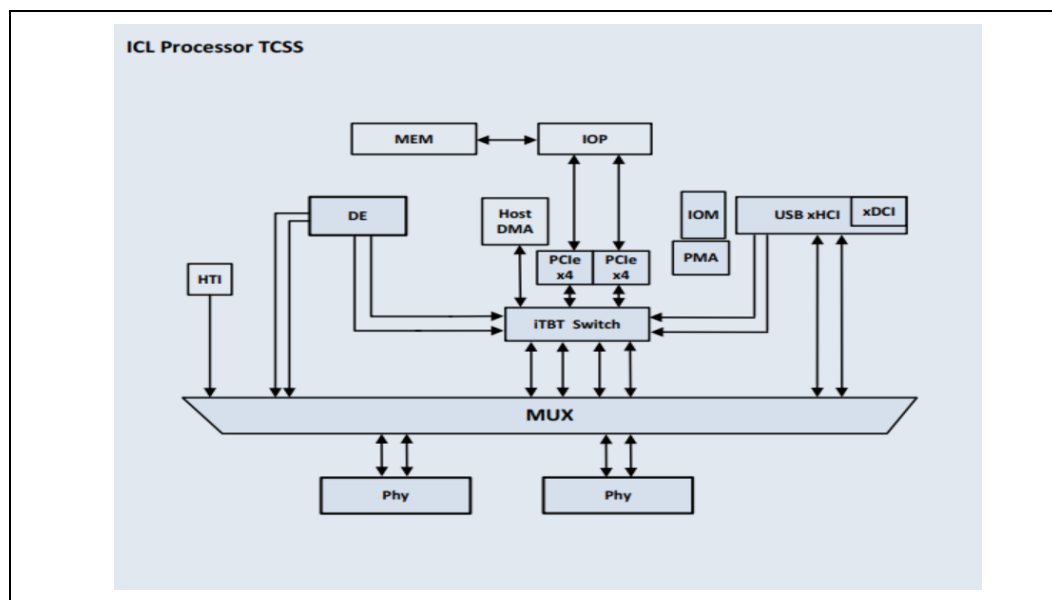 ICL Processor TCSS
MEM
IOP
DE
Host
DMA
IOM
USB xHCI
xDCI
PMA
PCIe
x4
PCIe
x4
HTI
iTBT Switch
MUX
Phy
Phy